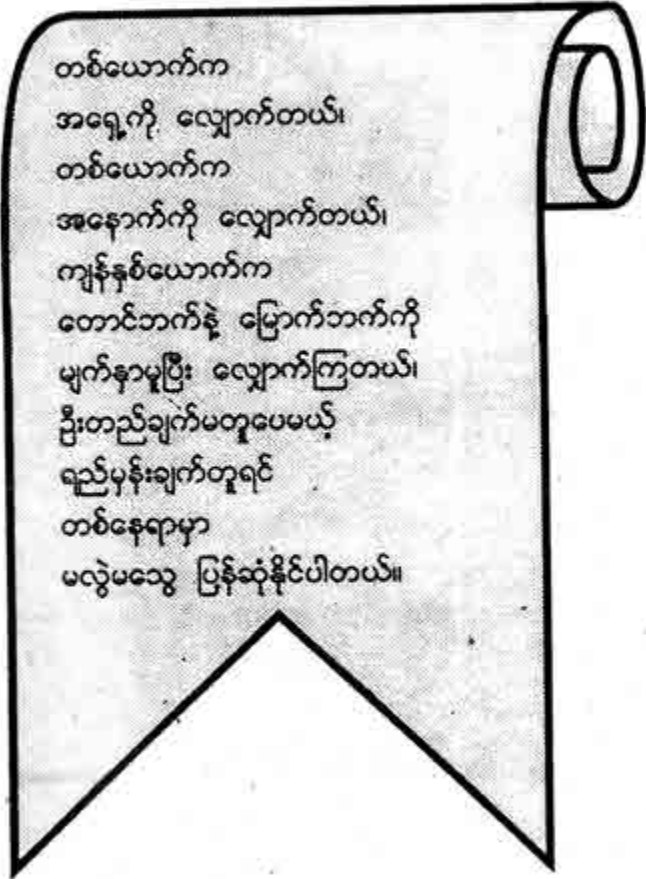 တစ်ယောက်က
အရှေ့ကို လျှောက်တယ်၊
တစ်ယောက်က
အနောက်ကို လျှောက်တယ်၊
ကျန်နှစ်ယောက်က
တောင်ဘက်နဲ့ မြောက်ဘက်ကို
မျက်နှာမူပြီး လျှောက်ကြတယ်၊
ဦးတည်ချက်မတူပေမယ့်
ရည်မှန်းချက်တူရင်
တစ်နေရာမှာ
မလွဲမသွေ ပြန်ဆုံနိုင်ပါတယ်။